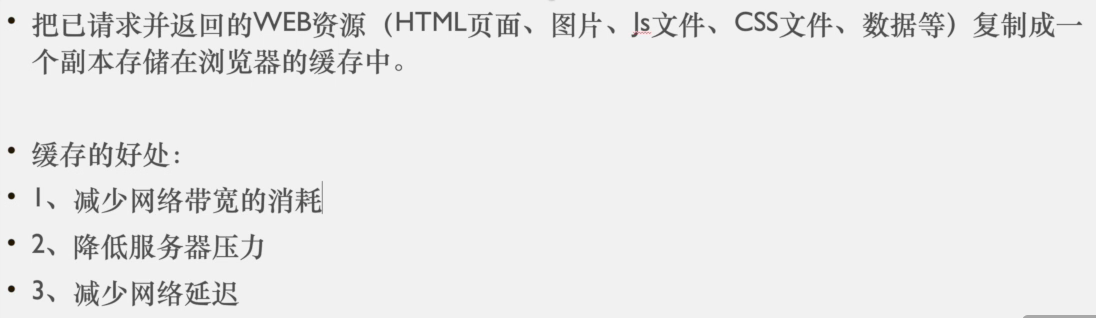 • 把已请求并返回的WEB资源（HTML页面、图片、Js文件、CSS文件、数据等）复制成一
个副本存储在浏览器的缓存中。
• 缓存的好处：
• 1、减少网络带宽的消耗
• 2、降低服务器压力
• 3、减少网络延迟